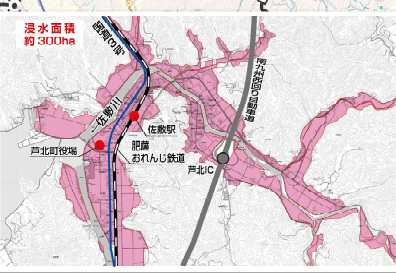 浸水面積
約300ha
国道3号
南九州西回り自動車道
佐敷川
佐敷駅
芦北町役場
肥薩
おれんじ鉄道
芦北IC